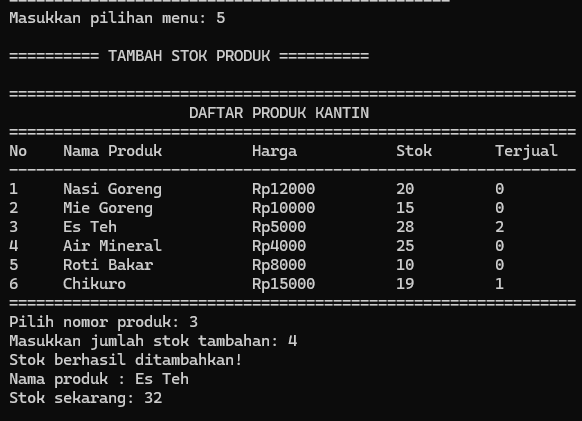 ==================================================
Masukkan pilihan menu: 5
========== TAMBAH STOK PRODUK ==========
===============================================================
DAFTAR PRODUK KANTIN
===============================================================
No Nama Produk Harga Stok Terjual
---------------------------------------------------------------
1 Nasi Goreng Rp12000 20 0
2 Mie Goreng Rp10000 15 0
3 Es Teh Rp5000 28 2
4 Air Mineral Rp4000 25 0
5 Roti Bakar Rp8000 10 0
6 Chikuro Rp15000 19 1
===============================================================
Pilih nomor produk: 3
Masukkan jumlah stok tambahan: 4
Stok berhasil ditambahkan!
Nama produk : Es Teh
Stok sekarang: 32